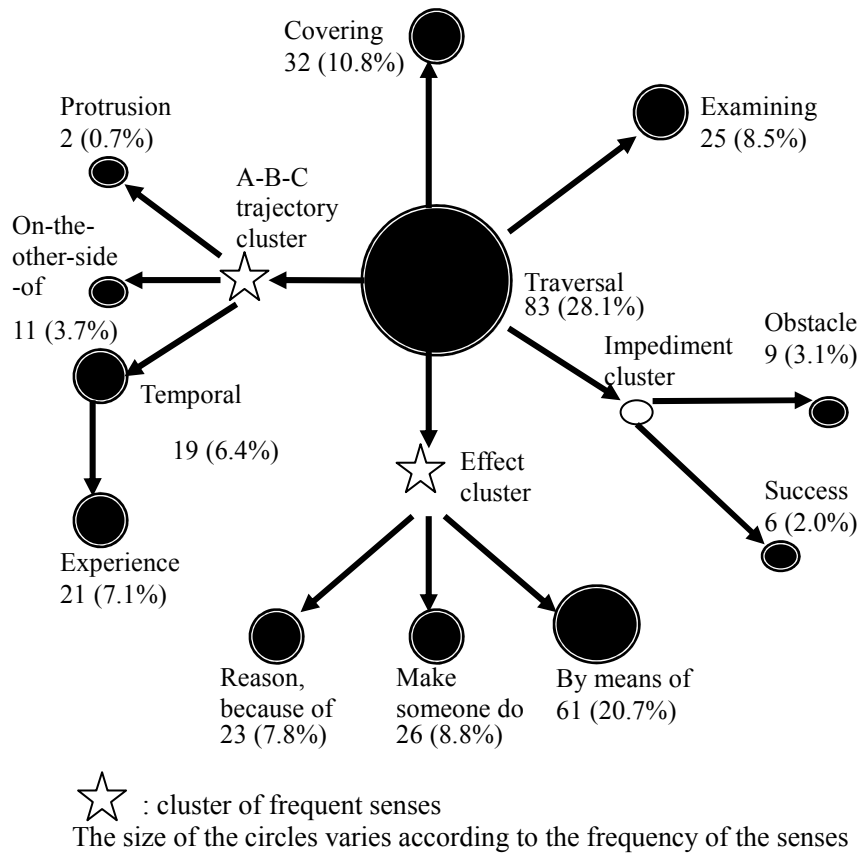 Covering
32 (10.8%)
Examining
25 (8.5%)
Protrusion
2 (0.7%)
A-B-C
trajectory
cluster
On-the-
other-side
-of
11 (3.7%)
Traversal
83 (28.1%)
Temporal
19 (6.4%)
Experience
21 (7.1%)
Impediment
cluster
Obstacle
9 (3.1%)
Success
6 (2.0%)
Effect
cluster
Reason,
because of
23 (7.8%)
Make
someone do
26 (8.8%)
By means of
61 (20.7%)
: cluster of frequent senses
The size of the circles varies according to the frequency of the senses